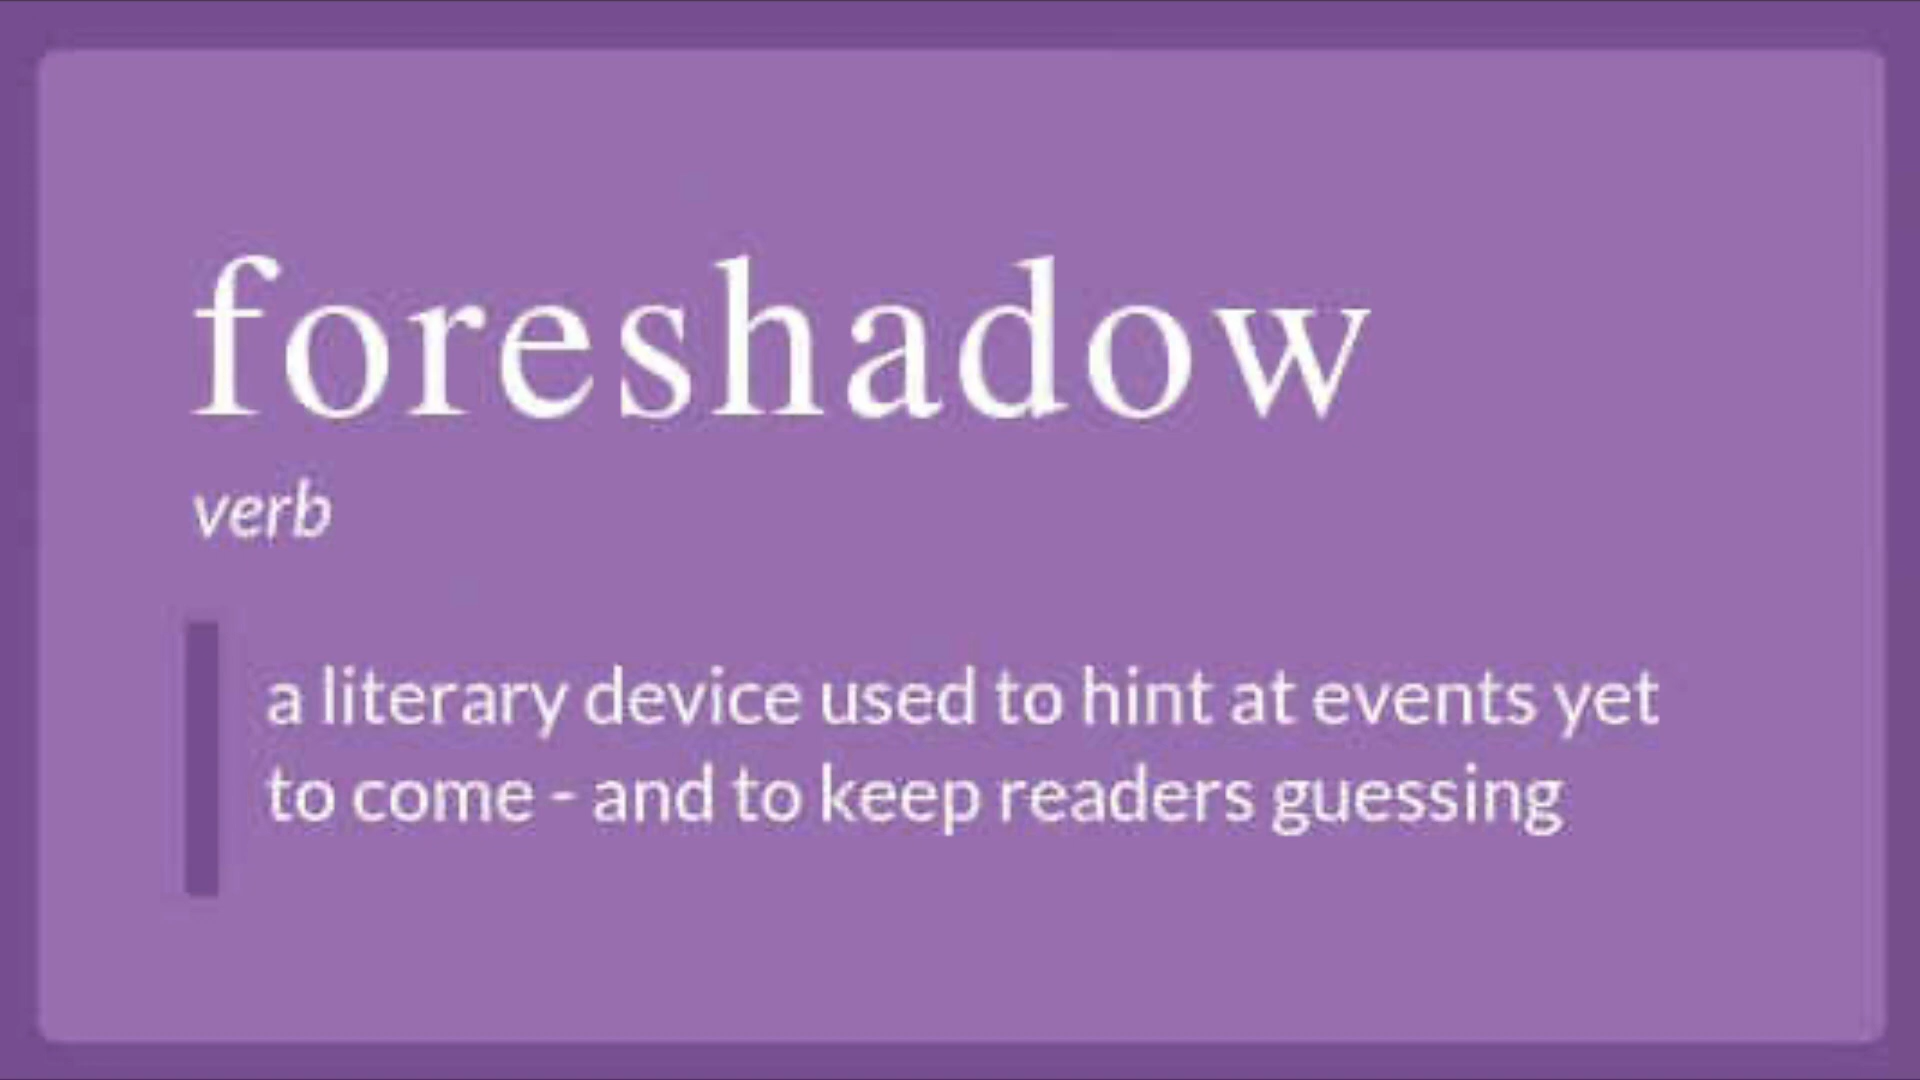 foreshadow
verb
a literary device used to hint at events yet
to come - and to keep readers guessing